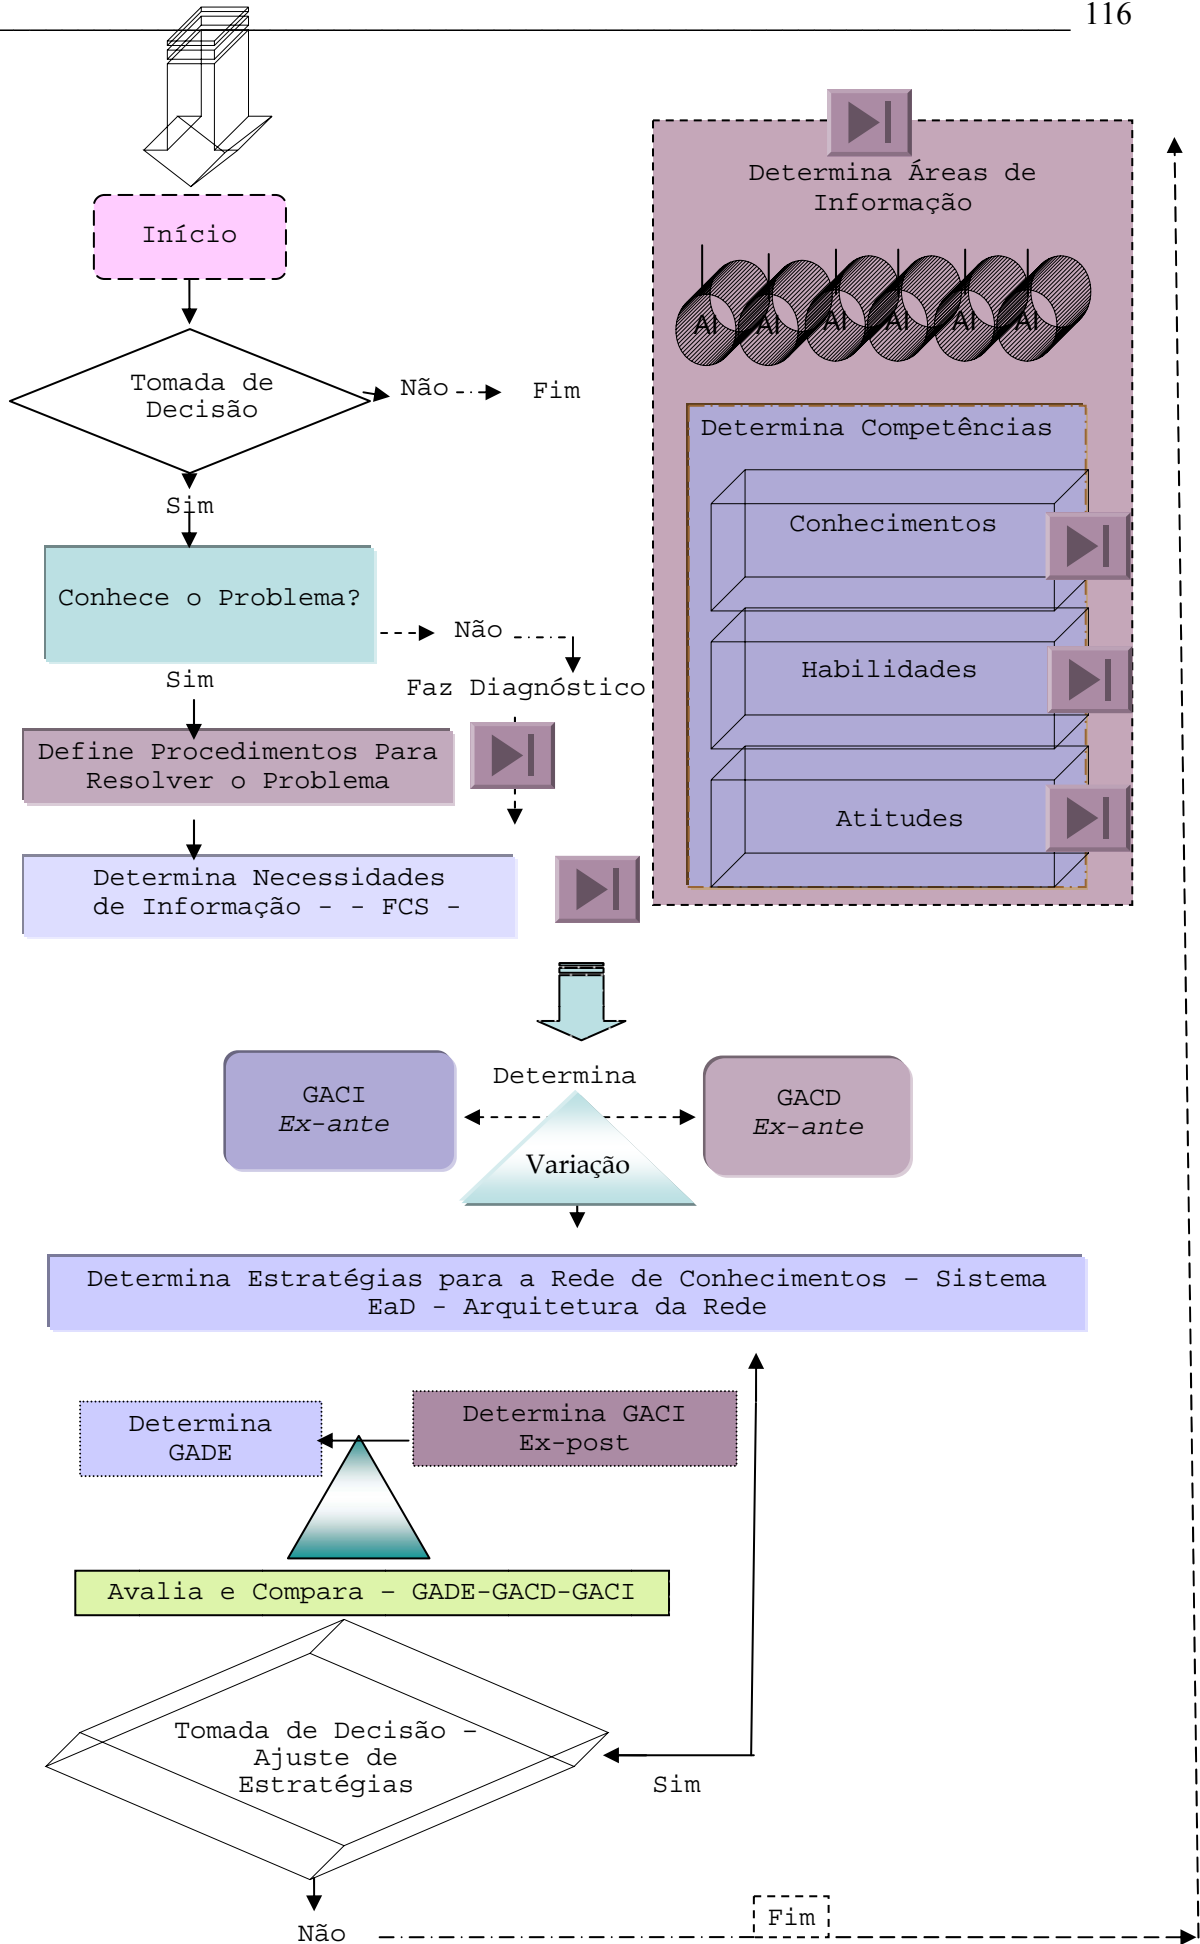 116
Início
Tomada de
Decisão
Não
Fim
Sim
Conhece o Problema?
Não
Sim
Faz Diagnóstico
Define Procedimentos Para
Resolver o Problema
Determina Necessidades
de Informação - - FCS -
Determina Áreas de
Informação
AI AI AI AI AI AI
Determina Competências
Conhecimentos
Habilidades
Atitudes
Determina
GACI
Ex-ante
Variação
GACD
Ex-ante
Determina Estratégias para a Rede de Conhecimentos – Sistema
EaD - Arquitetura da Rede
Determina
GADE
Determina GACI
Ex-post
Avalia e Compara – GADE-GACD-GACI
Tomada de Decisão –
Ajuste de
Estratégias
Sim
Não
Fim